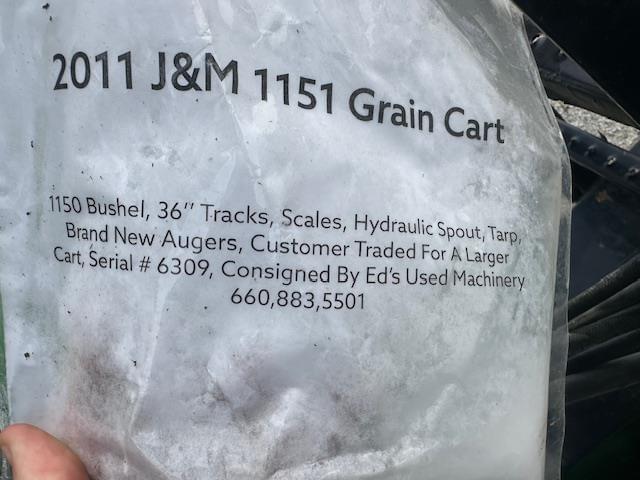 2011 J&M 1151 Grain Cart
1150 Bushel, 36" Tracks, Scales, Hydraulic Spout, Tarp,
Brand New Augers, Customer Traded For A Larger
Cart, Serial # 6309, Consigned By Ed's Used Machinery
660,883,5501